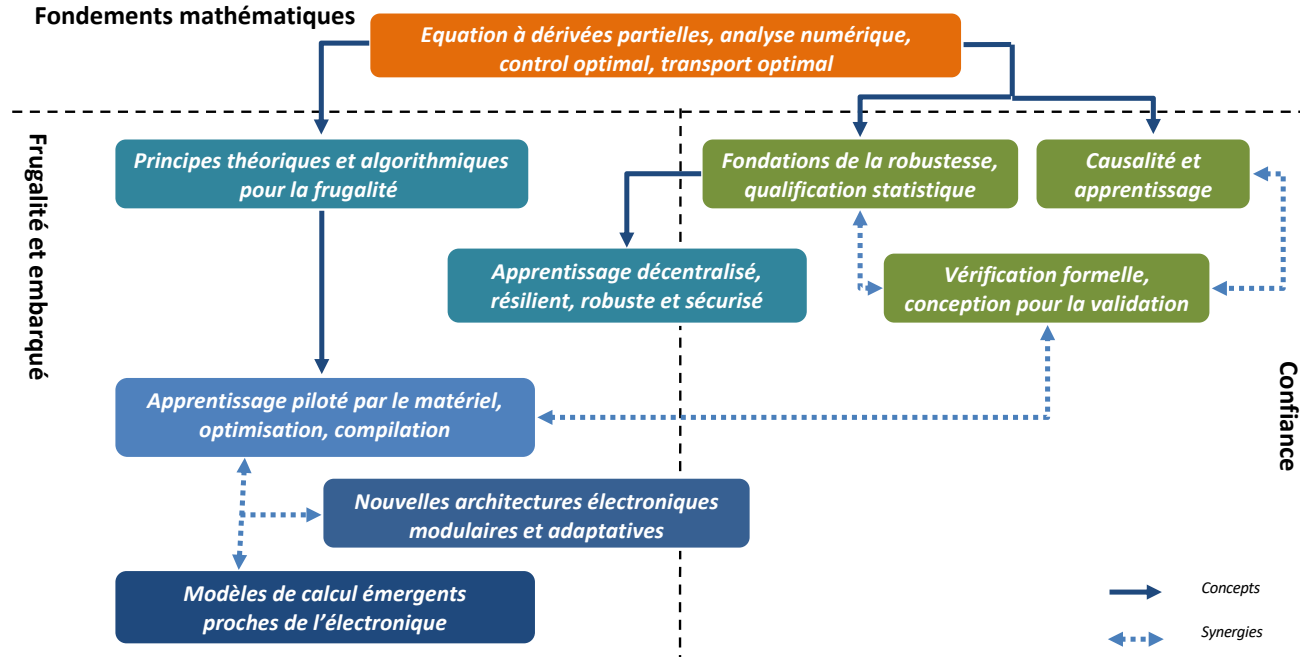 Fondements mathématiques
Equation à dérivées partielles, analyse numérique,
control optimal, transport optimal
Frugalité et embarqué
Principes théoriques et algorithmiques
pour la frugalité
Fondations de la robustesse,
qualification statistique
Causalité et
apprentissage
Apprentissage décentralisé,
résilient, robuste et sécurisé
Vérification formelle,
conception pour la validation
Confiance
Apprentissage piloté par le matériel,
optimisation, compilation
Nouvelles architectures électroniques
modulaires et adaptatives
Modèles de calcul émergents
proches de l’électronique
Concepts
Synergies